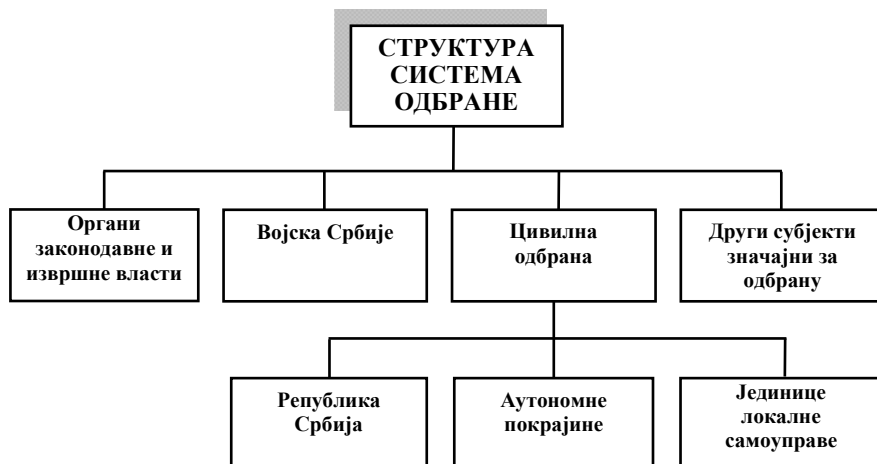 СТРУКТУРА
СИСТЕМА
ОДБРАНЕ
Органи
законодавне и
извршне власти
Војска Србије
Цивилна
одбрана
Други субјекти
значајни за
одбрану
Република
Србија
Аутономне
покрајине
Јединице
локалне
самоуправе